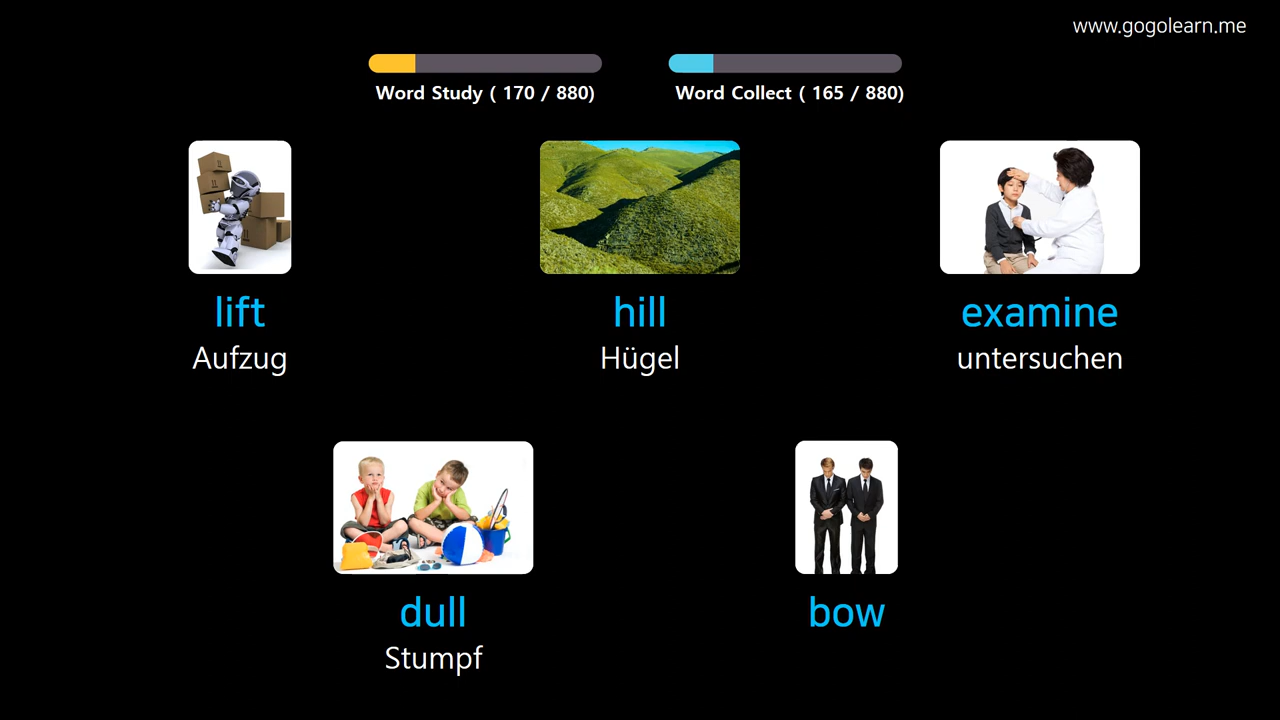 www.gogolearn.me
Word Study ( 170 / 880)
Word Collect ( 165 / 880)
lift
Aufzug
hill
Hügel
examine
untersuchen
dull
Stumpf
bow